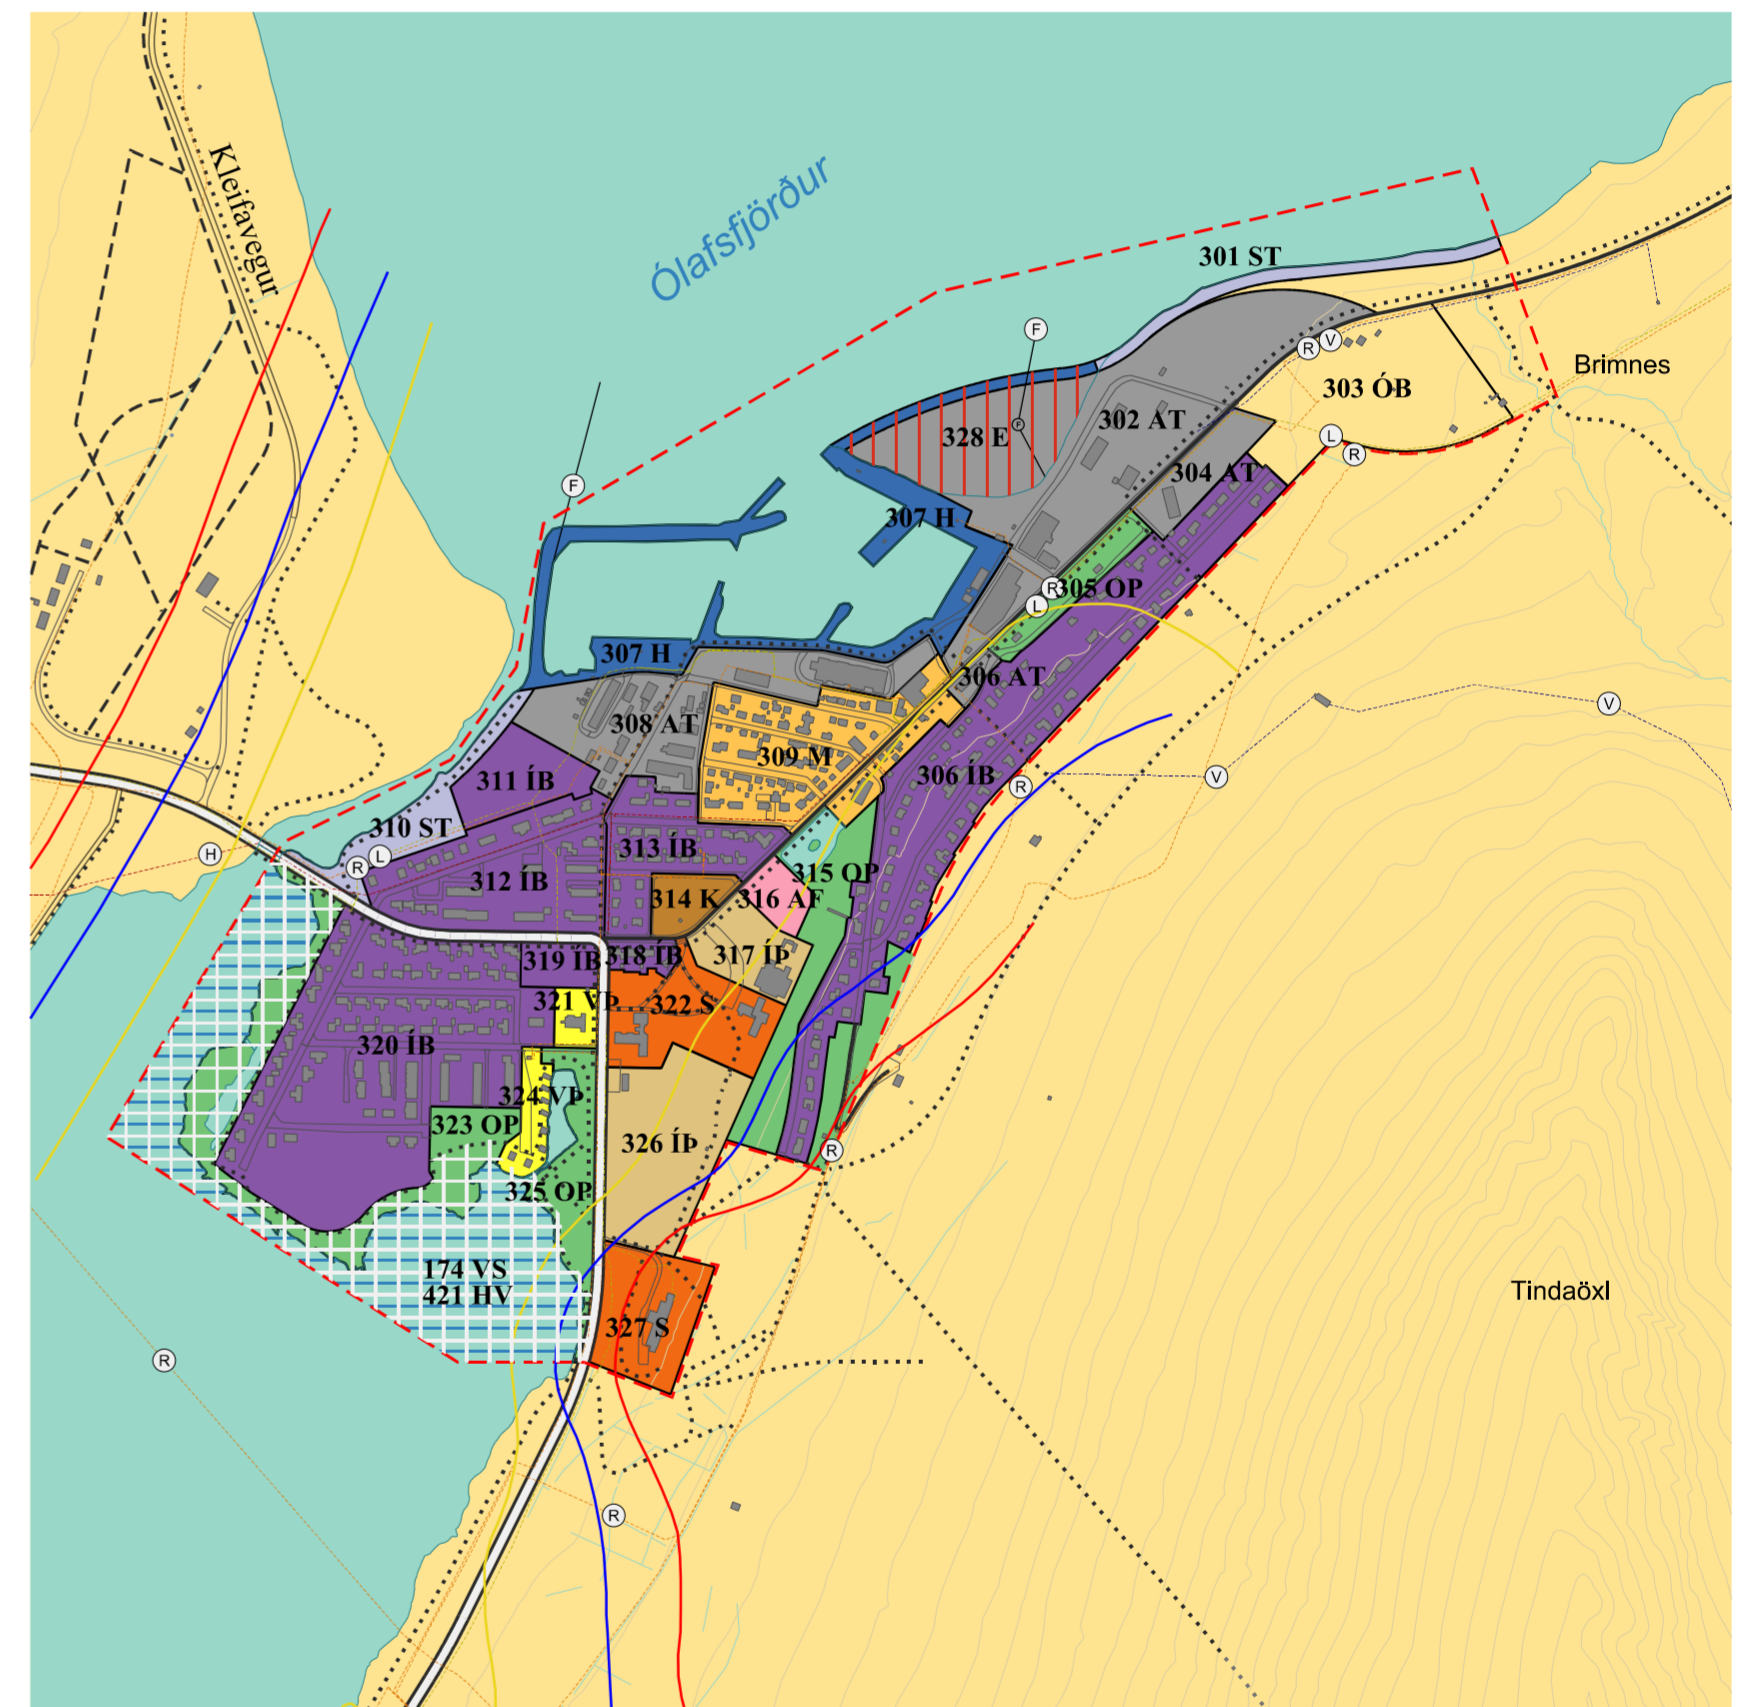 Kleifavegur
Ólafsfjörður
301 ST
F
Brimnes
R
V
303 ÓB
302 AT
328 E
F
L
R
304 AT
F
307 H
R
305 OP
L
307 H
306 AT
V
308 AT
309 M
311 ÍB
306 ÍB
V
R
310 ST
313 ÍB
H
R
L
312 ÍB
315 OP
314 K
316 AF
317 ÍÞ
319 ÍB
318 ÍB
321 VÞ
322 S
320 ÍB
324 VÞ
323 OP
326 ÍÞ
R
325 OP
174 VS
421 HV
Tindaöxl
327 S
R
R